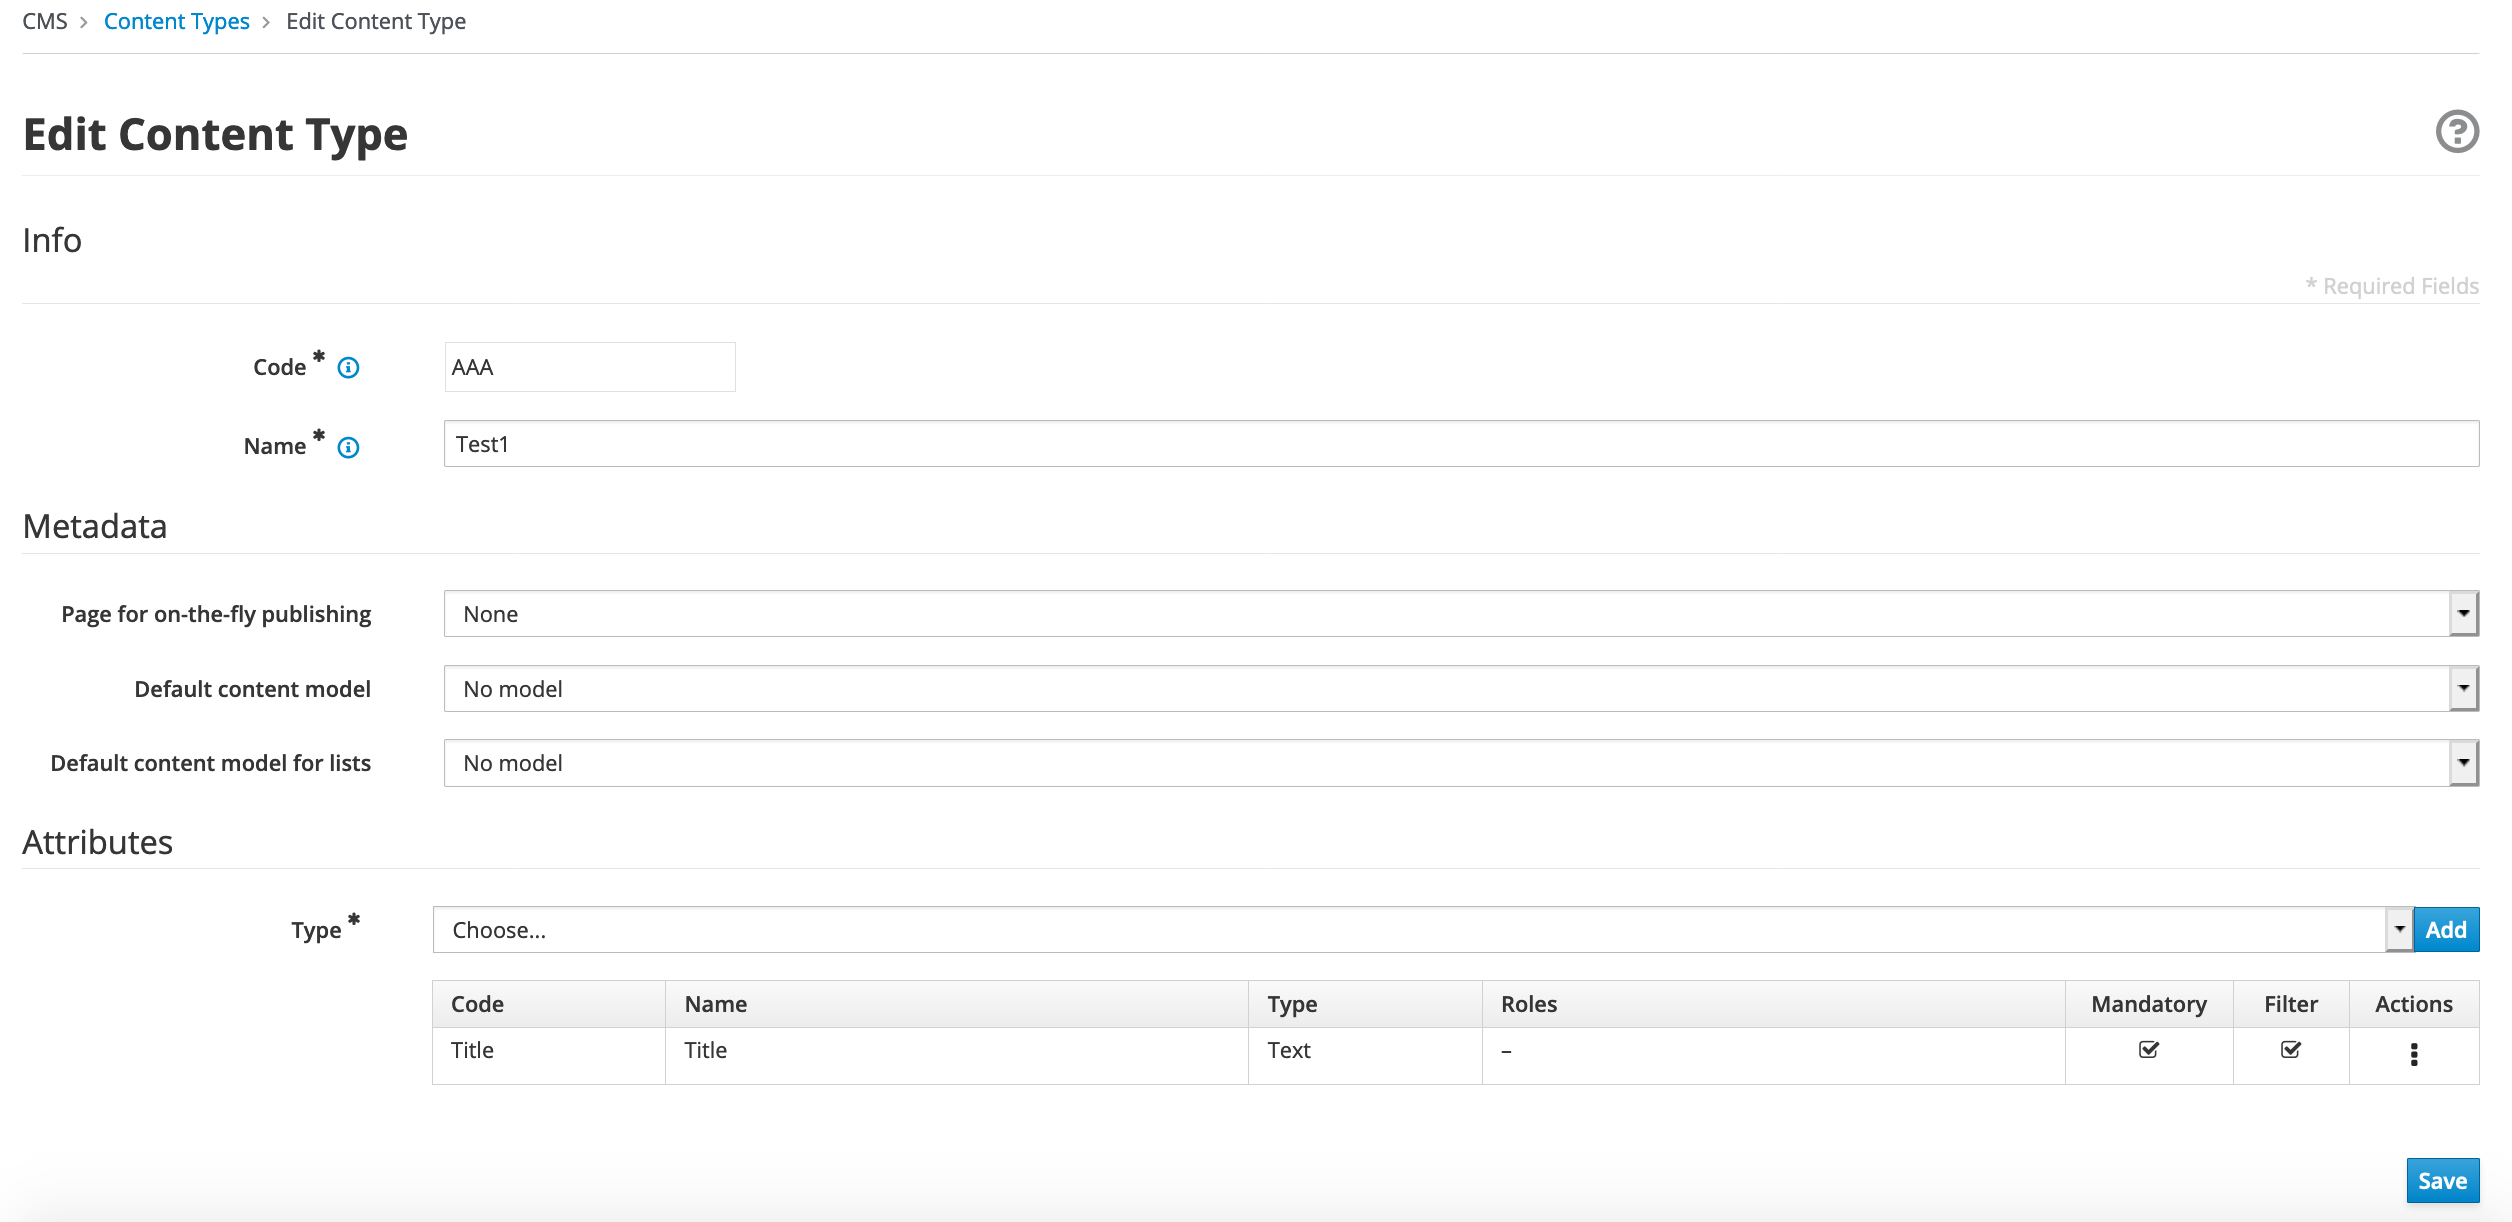 CMS > Content Types > Edit Content Type
Edit Content Type
Info
* Required Fields
Code *
AAA
Name *
Test1
Metadata
Page for on-the-fly publishing
None
Default content model
No model
Default content model for lists
No model
Attributes
Type *
Choose...
Add
Code Name Type Roles Mandatory Filter Actions
Title Title Text –
Save